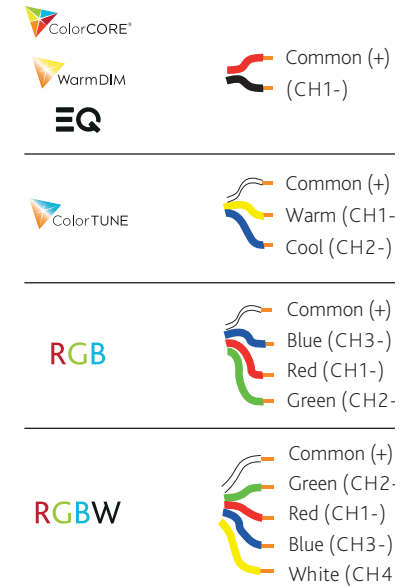 ColorCORE®
WarmDIM
EQ
Common (+)
(CH1-)
ColorTUNE
Common (+)
Warm (CH1-
Cool (CH2-)
RGB
Common (+)
Blue (CH3-)
Red (CH1-)
Green (CH2-
RGBW
Common (+)
Green (CH2-
Red (CH1-)
Blue (CH3-)
White (CH4